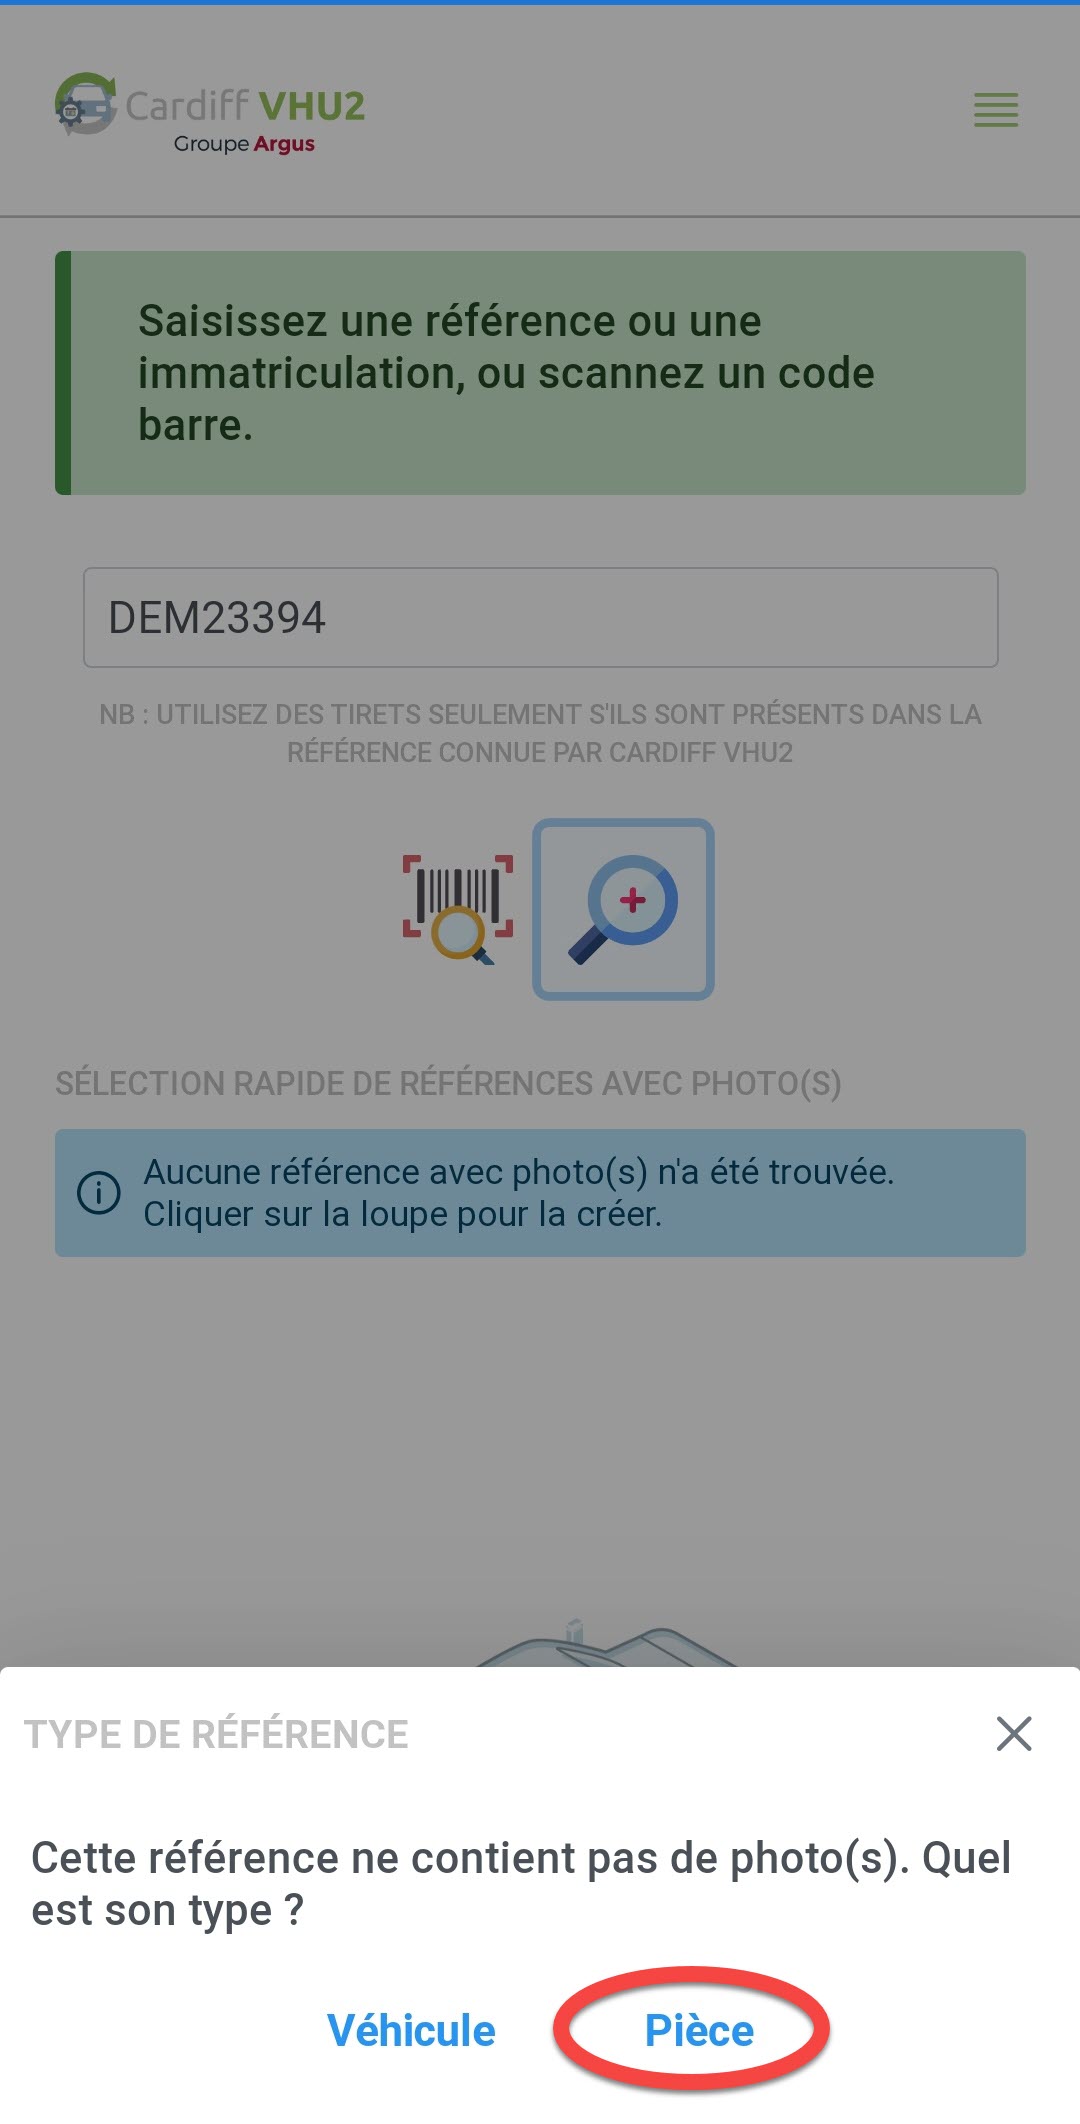 Cardiff VHU2
Groupe Argus
Saisissez une référence ou une
immatriculation, ou scannez un code
barre.
DEM23394
NB : UTILISEZ DES TIRETS SEULEMENT S'ILS SONT PRÉSENTS DANS LA
RÉFÉRENCE CONNUE PAR CARDIFF VHU2
SÉLECTION RAPIDE DE RÉFÉRENCES AVEC PHOTO(S)
Aucune référence avec photo(s) n'a été trouvée.
Cliquer sur la loupe pour la créer.
TYPE DE RÉFÉRENCE
Cette référence ne contient pas de photo(s). Quel
est son type ?
Véhicule Pièce